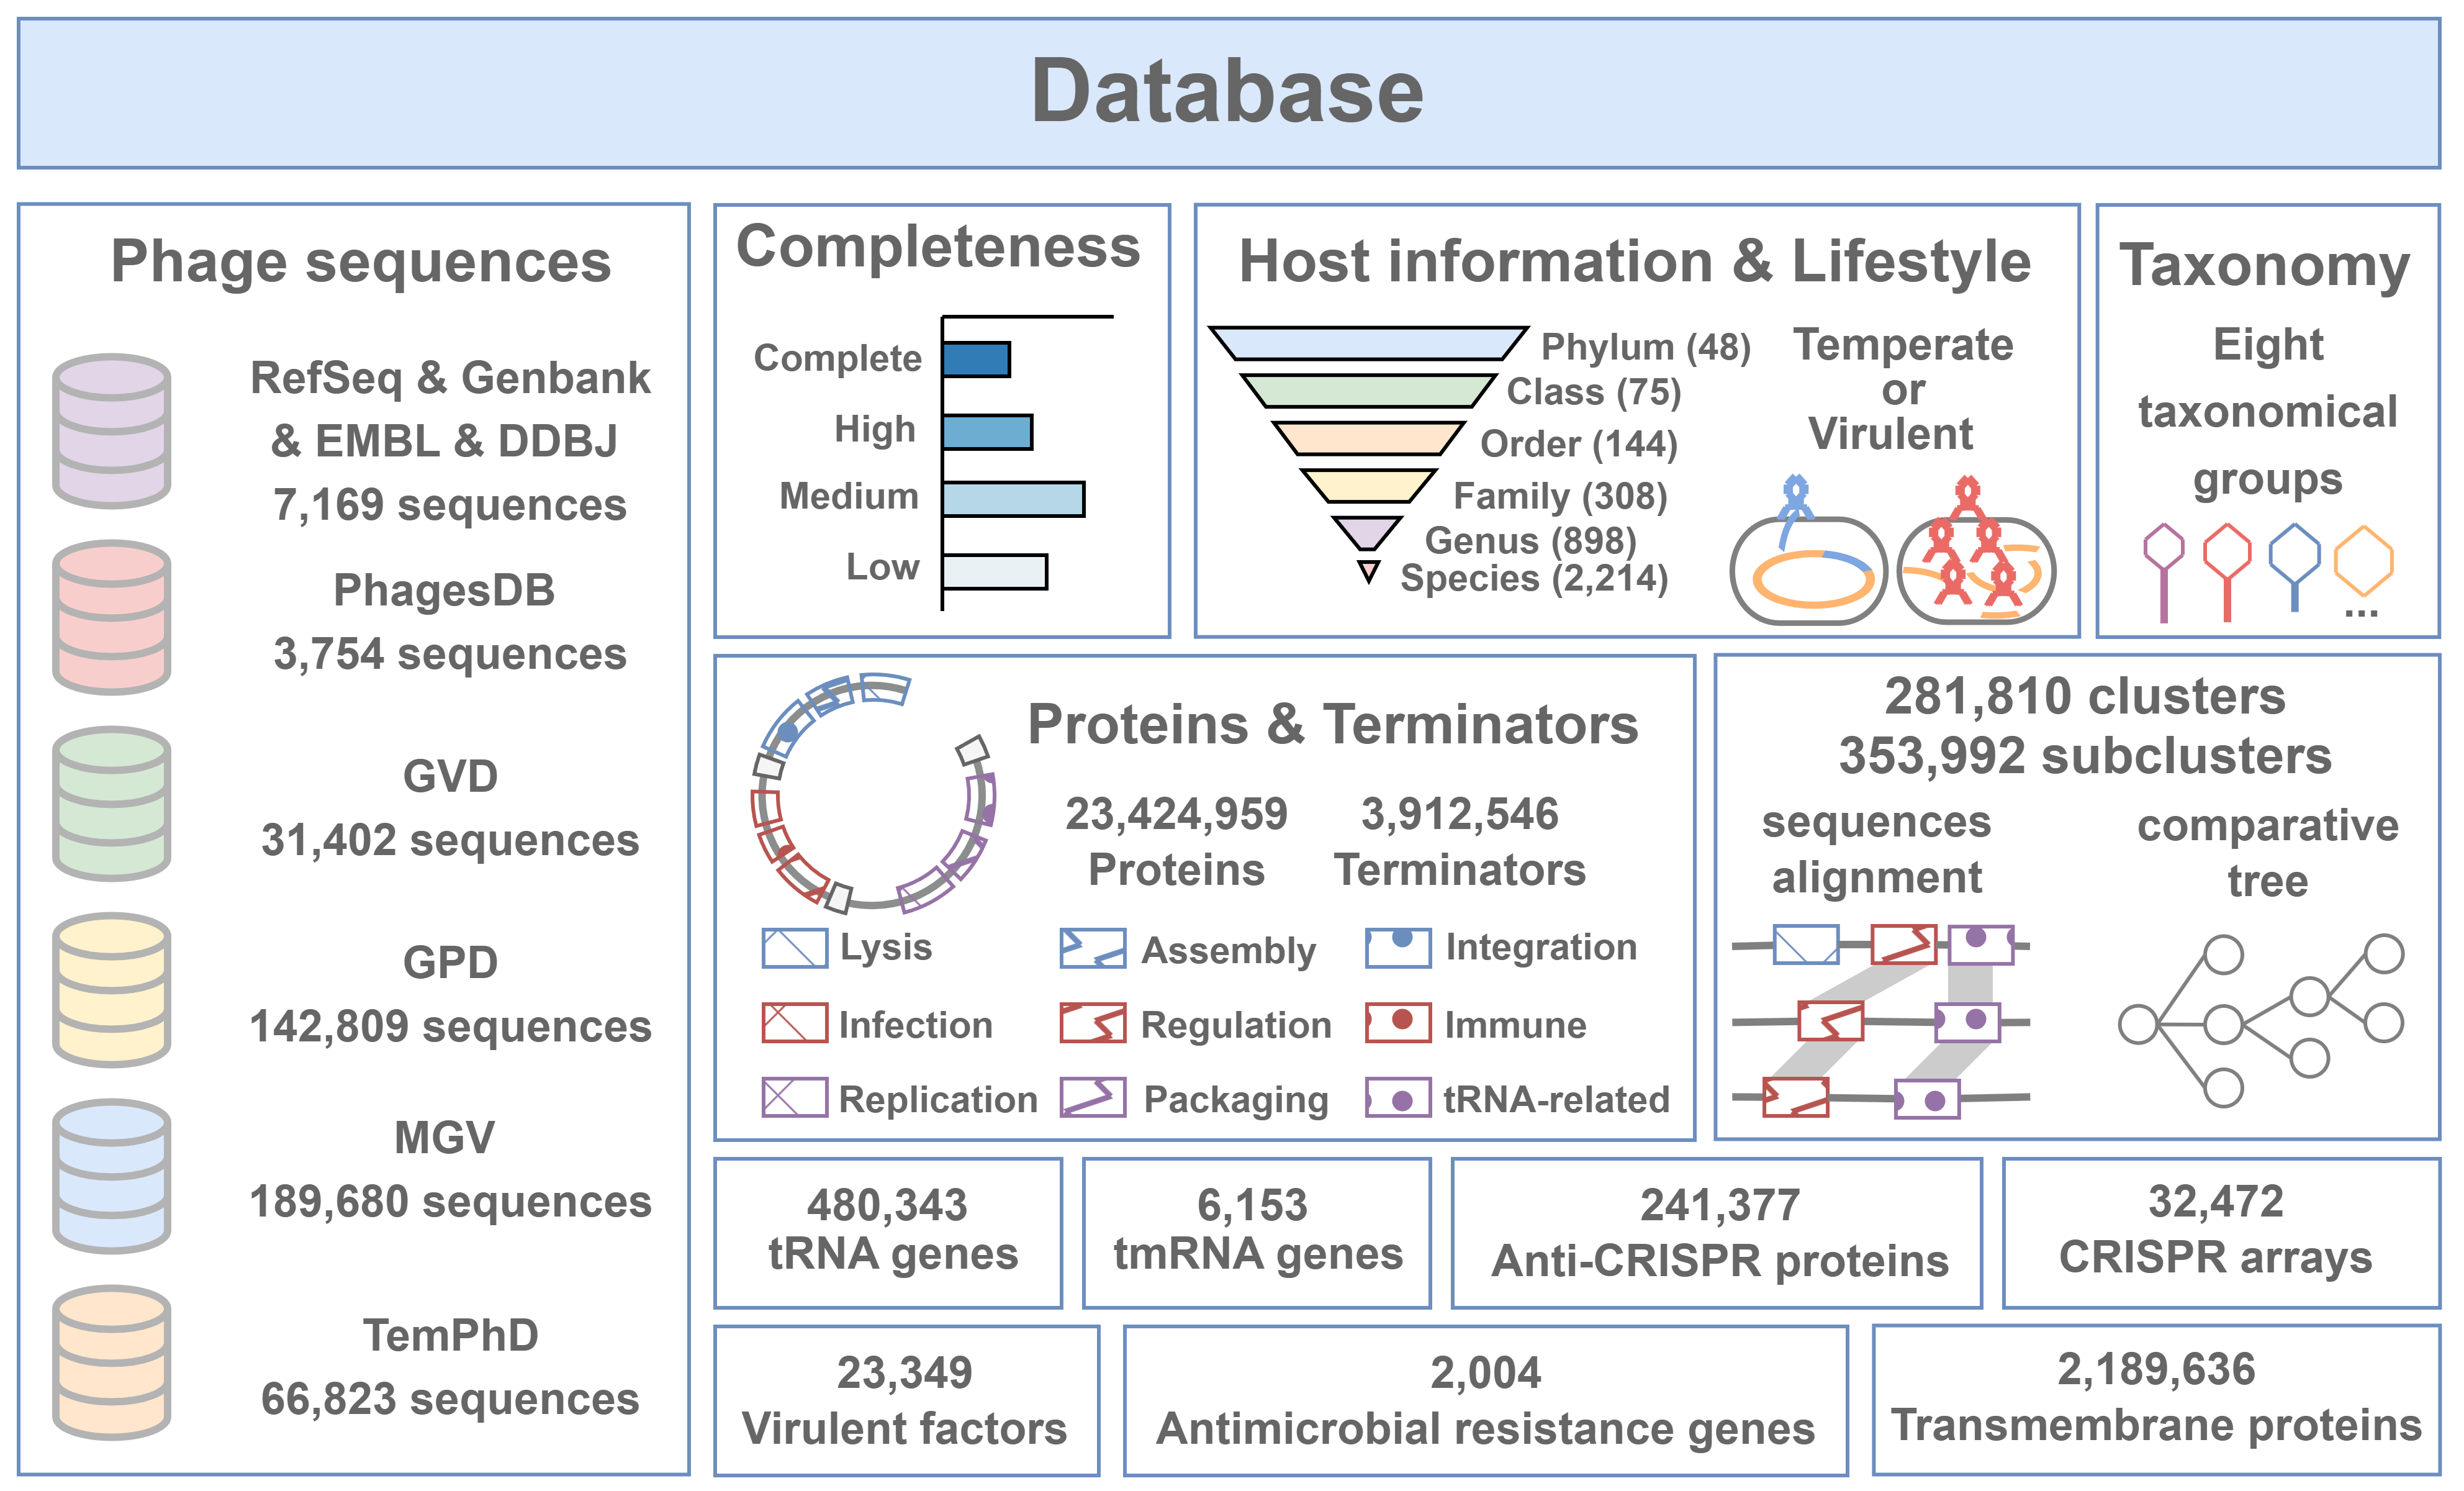 Database
Phage sequences
RefSeq & Genbank
& EMBL & DDBJ
7,169 sequences
PhagesDB
3,754 sequences
GVD
31,402 sequences
GPD
142,809 sequences
MGV
189,680 sequences
TemPhD
66,823 sequences
Completeness
Complete
High
Medium
Low
Host information & Lifestyle
Phylum (48)
Class (75)
Order (144)
Family (308)
Genus (898)
Species (2,214)
Temperate
or
Virulent
Taxonomy
Eight
taxonomical
groups
...
Proteins & Terminators
23,424,959
Proteins
3,912,546
Terminators
Lysis
Assembly
Integration
Infection
Regulation
Immune
Replication
Packaging
tRNA-related
281,810 clusters
353,992 subclusters
sequences
alignment
comparative
tree
480,343
tRNA genes
6,153
tmRNA genes
241,377
Anti-CRISPR proteins
32,472
CRISPR arrays
23,349
Virulent factors
2,004
Antimicrobial resistance genes
2,189,636
Transmembrane proteins